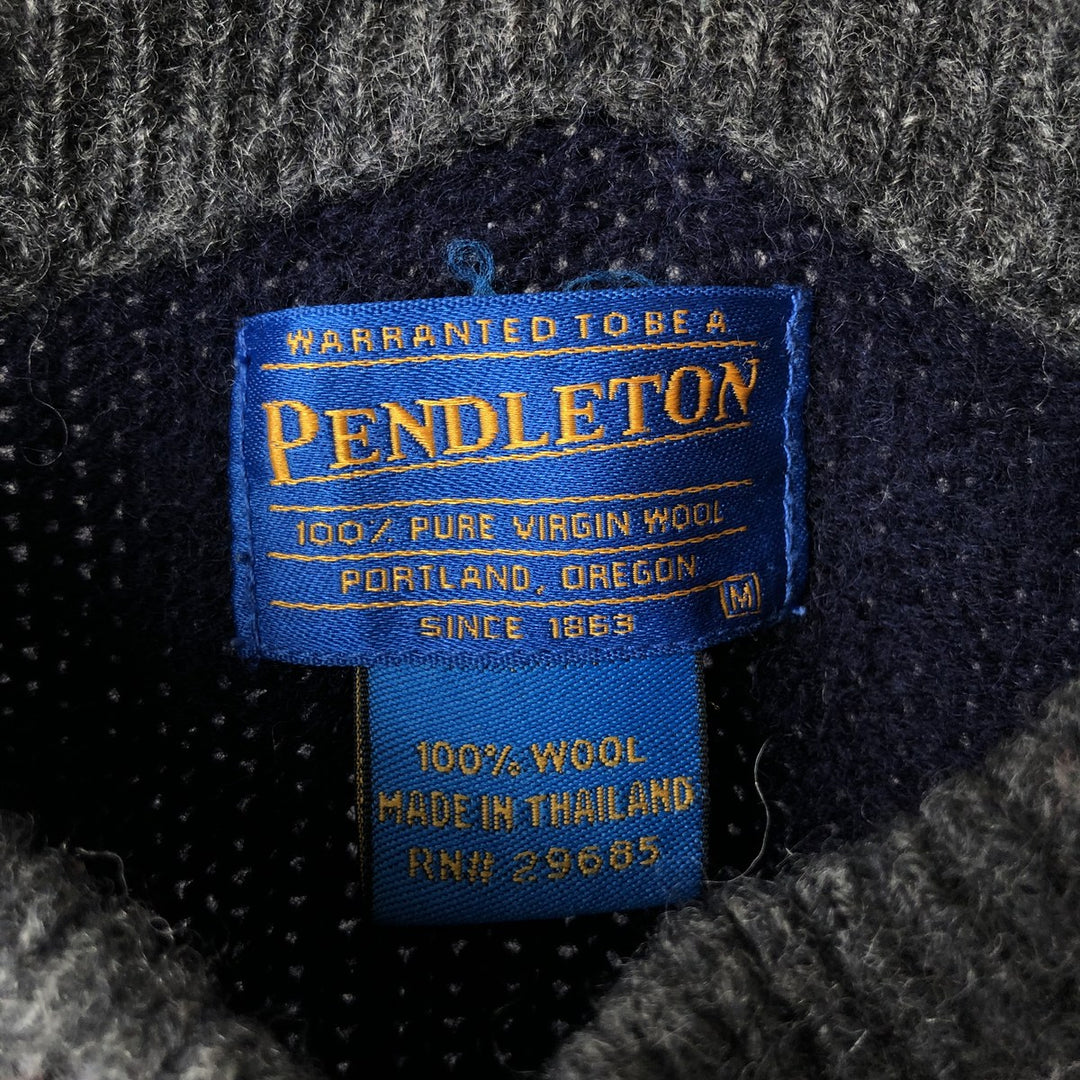 WARRANTED TO BE A
PENDLETON
100% PURE VIRGIN WOOL
PORTLAND, OREGON
M
SINCE 1863
100% WOOL
MADE IN THAILAND
RN# 29685